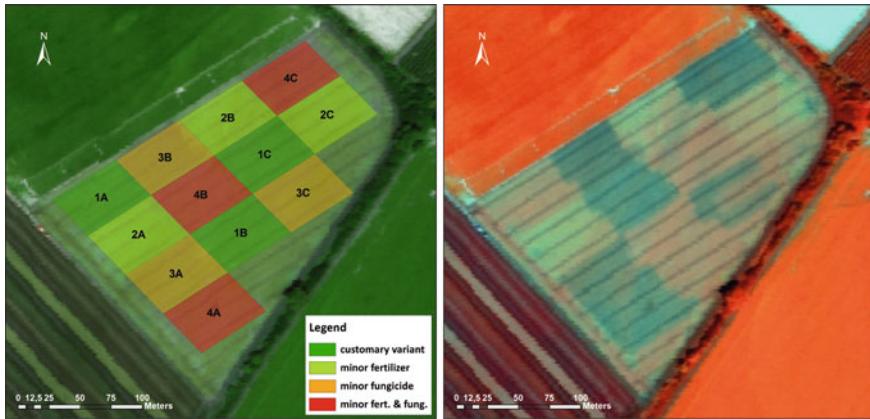 N
4C
2B
2C
3B
1C
1A
4B
3C
2A
1B
3A
4A
Legend
customary variant
minor fertilizer
minor fungicide
minor fert. & fung.
0 12,5 25 50 75 100
Meters
N
0 12,5 25 50 75 100
Meters